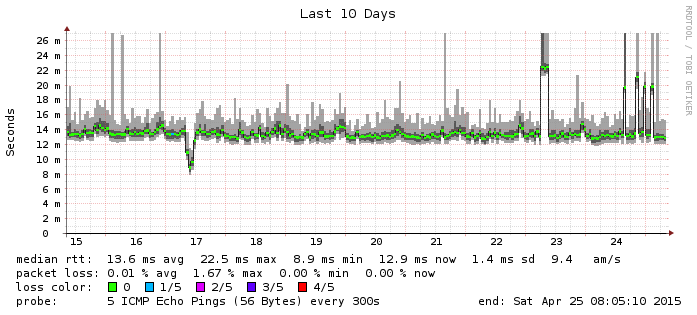 Last 10 Days
RRDTOOL / TOBI OETIKER
Seconds
26 m
24 m
22 m
20 m
18 m
16 m
14 m
12 m
10 m
8 m
6 m
4 m
2 m
0
15 16 17 18 19 20 21 22 23 24
median rtt: 13.6 ms avg 22.5 ms max 8.9 ms min 12.9 ms now 1.4 ms sd 9.4 am/s
packet loss: 0.01 % avg 1.67 % max 0.00 % min 0.00 % now
loss color: 0 1/5 2/5 3/5 4/5
probe: 5 ICMP Echo Pings (56 Bytes) every 300s end: Sat Apr 25 08:05:10 2015